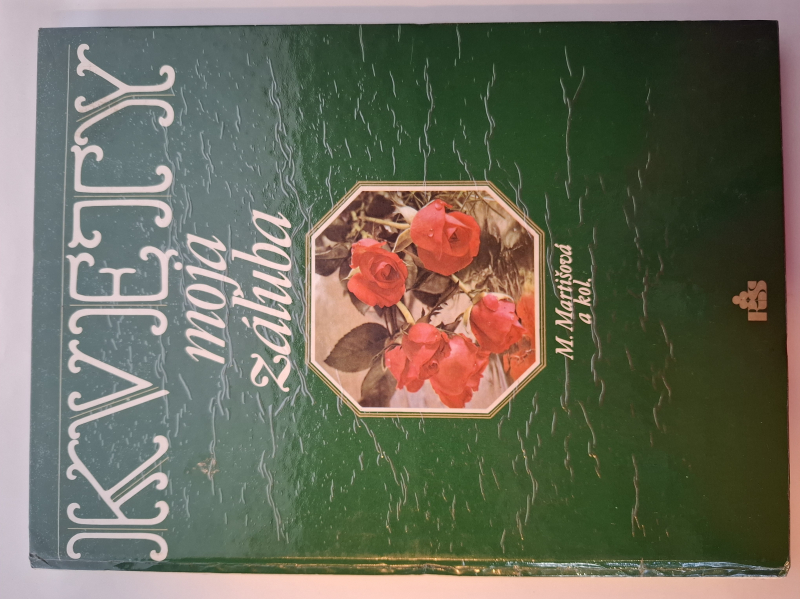 KVETY
moja
záľuba
M. Martišová
a kol.